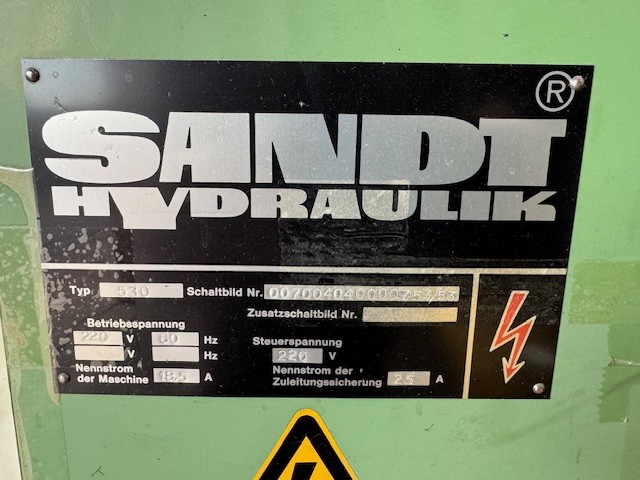 ®
SANDT
HYDRAULIK
Typ 530 Schaltbild Nr.
Zusatzschaltbild Nr.
Betriebsspannung
220 V 60 Hz
V Hz
Steuerspannung
220 V
Nennstrom
der Maschine 18,5 A
Nennstrom der
Zuleitungssicherung 25 A